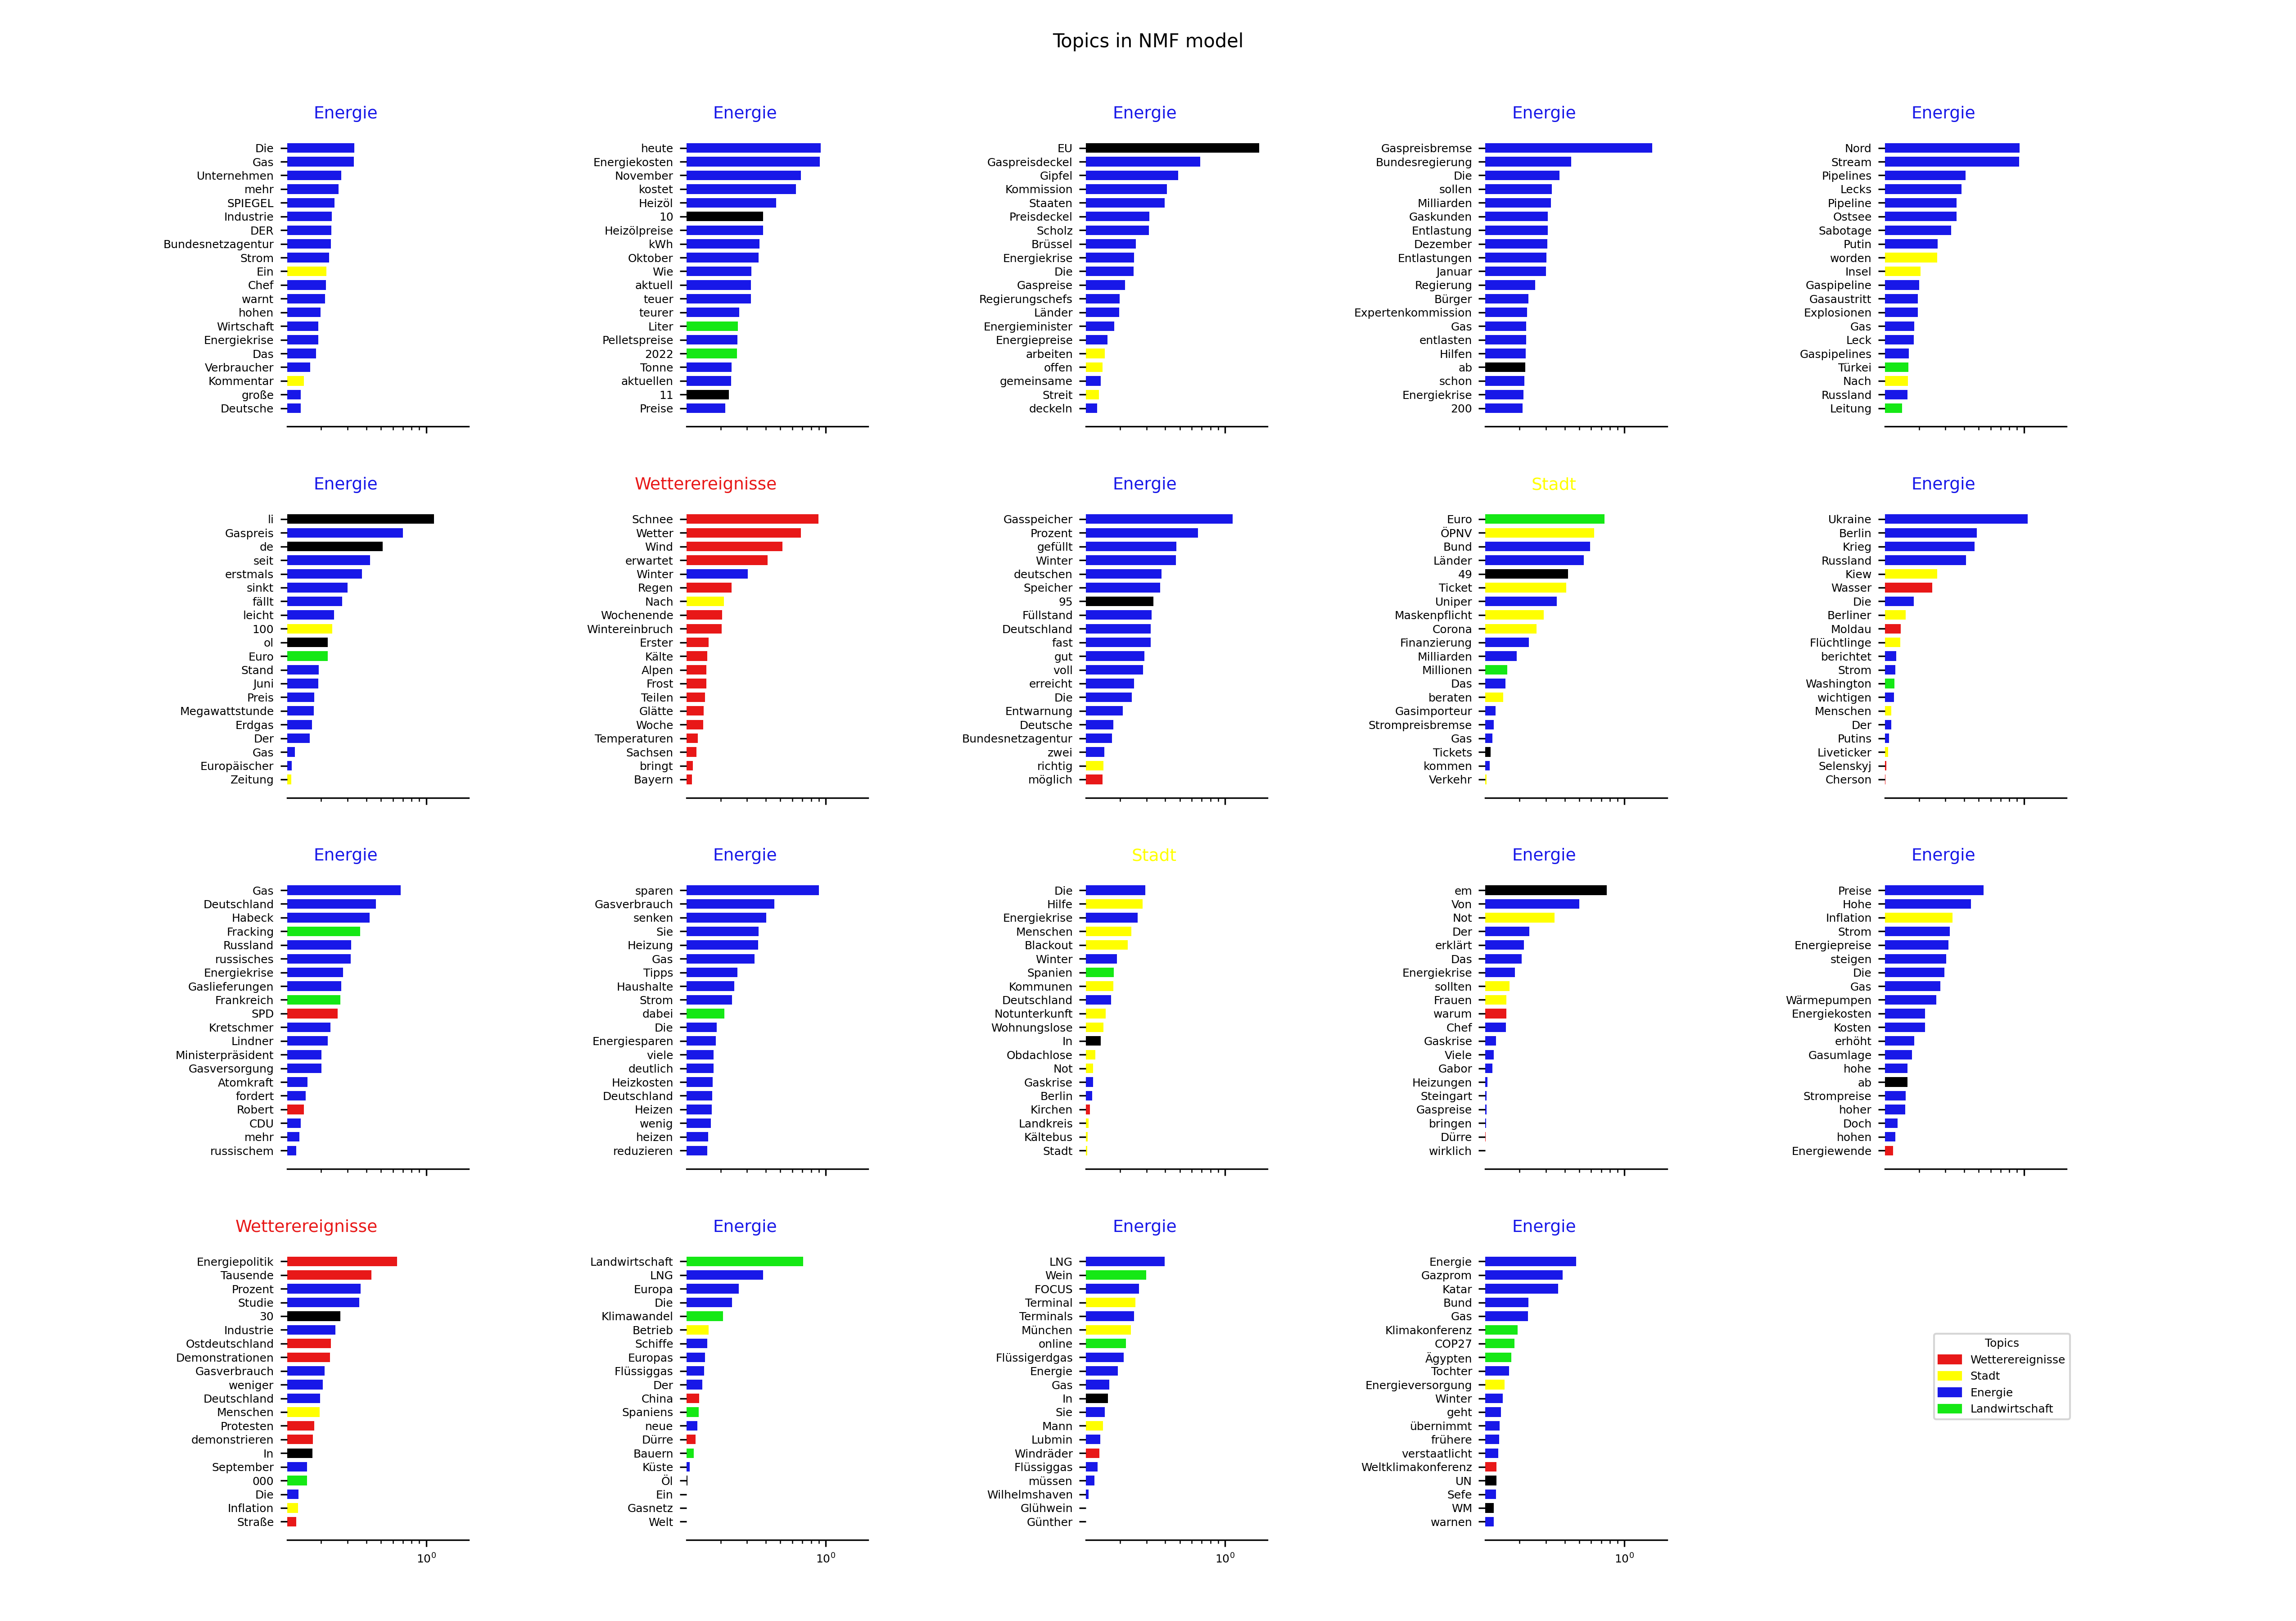 Topics in NMF model
Energie
Die
Gas
Unternehmen
mehr
SPIEGEL
Industrie
DER
Bundesnetzagentur
Strom
Ein
Chef
warnt
hohen
Wirtschaft
Energiekrise
Das
Verbraucher
Kommentar
große
Deutsche
Energie
heute
Energiekosten
November
kostet
Heizöl
10
Heizölpreise
kWh
Oktober
Wie
aktuell
teuer
teurer
Liter
Pelletspreise
2022
Tonne
aktuellen
11
Preise
Energie
EU
Gaspreisdeckel
Gipfel
Kommission
Staaten
Preisdeckel
Scholz
Brüssel
Energiekrise
Die
Gaspreise
Regierungschefs
Länder
Energieminister
Energiepreise
arbeiten
offen
gemeinsame
Streit
deckeln
Energie
Gaspreisbremse
Bundesregierung
Die
sollen
Milliarden
Gaskunden
Entlastung
Dezember
Entlastungen
Januar
Regierung
Bürger
Expertenkommission
Gas
entlasten
Hilfen
ab
schon
Energiekrise
200
Energie
Nord
Stream
Pipelines
Lecks
Pipeline
Ostsee
Sabotage
Putin
worden
Insel
Gaspipeline
Gasaustritt
Explosionen
Gas
Leck
Gaspipelines
Türkei
Nach
Russland
Leitung
Energie
li
Gaspreis
de
seit
erstmals
sinkt
fällt
leicht
100
ol
Euro
Stand
Juni
Preis
Megawattstunde
Erdgas
Der
Gas
Europäischer
Zeitung
Wetterereignisse
Schnee
Wetter
Wind
erwartet
Winter
Regen
Nach
Wochenende
Wintereinbruch
Erster
Kälte
Alpen
Frost
Teilen
Glätte
Woche
Temperaturen
Sachsen
bringt
Bayern
Energie
Gasspeicher
Prozent
gefüllt
Winter
deutschen
Speicher
95
Füllstand
Deutschland
fast
gut
voll
erreicht
Die
Entwarnung
Deutsche
Bundesnetzagentur
zwei
richtig
möglich
Stadt
Euro
ÖPNV
Bund
Länder
49
Ticket
Uniper
Maskenpflicht
Corona
Finanzierung
Milliarden
Millionen
Das
beraten
Gasimporteur
Strompreisbremse
Gas
Tickets
kommen
Verkehr
Energie
Ukraine
Berlin
Krieg
Russland
Kiew
Wasser
Die
Berliner
Moldau
Flüchtlinge
berichtet
Strom
Washington
wichtigen
Menschen
Der
Putins
Liveticker
Selenskyj
Cherson
Energie
Gas
Deutschland
Habeck
Fracking
Russland
russisches
Energiekrise
Gaslieferungen
Frankreich
SPD
Kretschmer
Lindner
Ministerpräsident
Gasversorgung
Atomkraft
fordert
Robert
CDU
mehr
russischem
Energie
sparen
Gasverbrauch
senken
Sie
Heizung
Gas
Tipps
Haushalte
Strom
dabei
Die
Energiesparen
viele
deutlich
Heizkosten
Deutschland
Heizen
wenig
heizen
reduzieren
Stadt
Die
Hilfe
Energiekrise
Menschen
Blackout
Winter
Spanien
Kommunen
Deutschland
Notunterkunft
Wohnungslose
In
Obdachlose
Not
Gaskrise
Berlin
Kirchen
Landkreis
Kältebus
Stadt
Energie
em
Von
Not
Der
erklärt
Das
Energiekrise
sollten
Frauen
warum
Chef
Gaskrise
Viele
Gabor
Heizungen
Steingart
Gaspreise
bringen
Dürre
wirklich
Energie
Preise
Hohe
Inflation
Strom
Energiepreise
steigen
Die
Gas
Wärmepumpen
Energiekosten
Kosten
erhöht
Gasumlage
hohe
ab
Strompreise
hoher
Doch
hohen
Energiewende
Wetterereignisse
Energiepolitik
Tausende
Prozent
Studie
30
Industrie
Ostdeutschland
Demonstrationen
Gasverbrauch
weniger
Deutschland
Menschen
Protesten
demonstrieren
In
September
000
Die
Inflation
Straße
10⁰
Energie
Landwirtschaft
LNG
Europa
Die
Klimawandel
Betrieb
Schiffe
Europas
Flüssiggas
Der
China
Spaniens
neue
Dürre
Bauern
Küste
Öl
Ein
Gasnetz
Welt
10⁰
Energie
LNG
Wein
FOCUS
Terminal
Terminals
München
online
Flüssigerdgas
Energie
Gas
In
Sie
Mann
Lubmin
Windräder
Flüssiggas
müssen
Wilhelmshaven
Glühwein
Günther
10⁰
Energie
Energie
Gazprom
Katar
Bund
Gas
Klimakonferenz
COP27
Ägypten
Tochter
Energieversorgung
Winter
geht
übernimmt
frühere
verstaatlicht
Weltklimakonferenz
UN
Sefe
WM
warnen
10⁰
Topics
Wetterereignisse
Stadt
Energie
Landwirtschaft